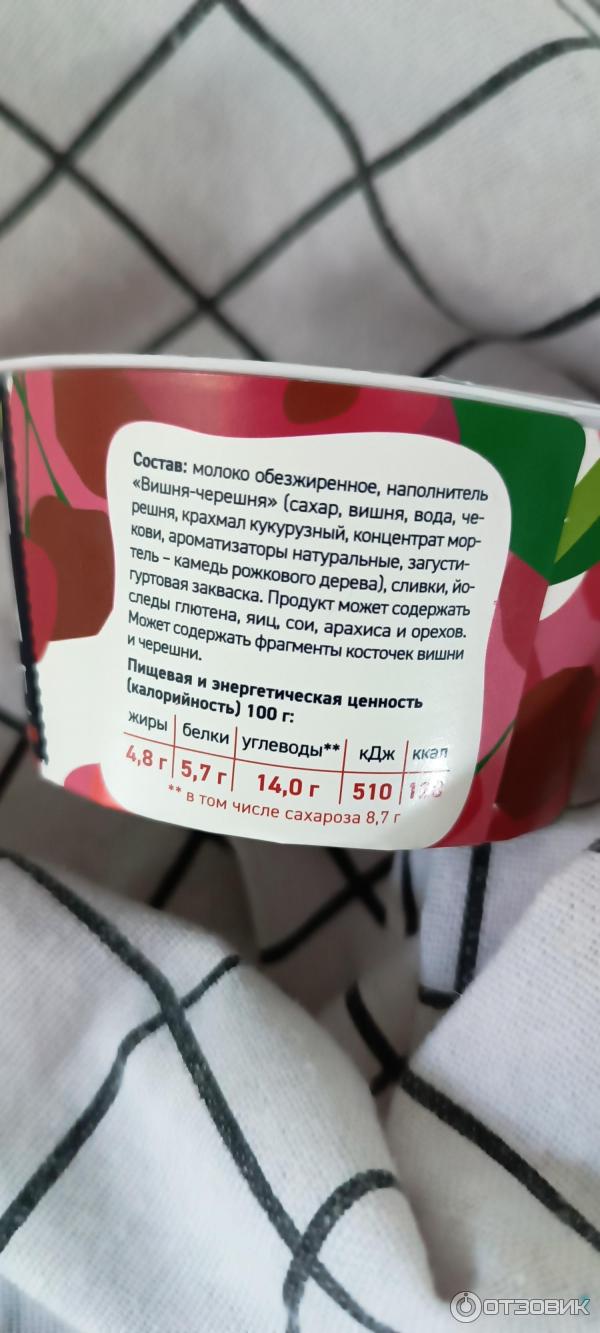 Состав: молоко обезжиренное, наполнитель
«Вишня-черешня» (сахар, вишня, вода, че-
решня, крахмал кукурузный, концентрат мор-
кови, ароматизаторы натуральные, загусти-
тель – камедь рожкового дерева), сливки, йо-
гуртовая закваска. Продукт может содержать
следы глютена, яиц, сои, арахиса и орехов.
Может содержать фрагменты косточек вишни
и черешни.
Пищевая и энергетическая ценность
(калорийность) 100 г:
жиры белки углеводы** кДж ккал
4,8 г 5,7 г 14,0 г 510
** в том числе сахароза 8,7 г
ОТЗОВИК